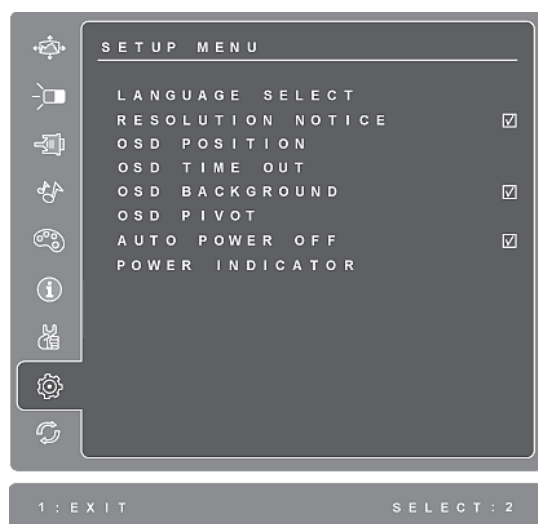 SETUP MENU
LANGUAGE SELECT
RESOLUTION NOTICE ☑
OSD POSITION
OSD TIME OUT
OSD BACKGROUND ☑
OSD PIVOT
AUTO POWER OFF ☑
POWER INDICATOR
1:EXIT SELECT:2